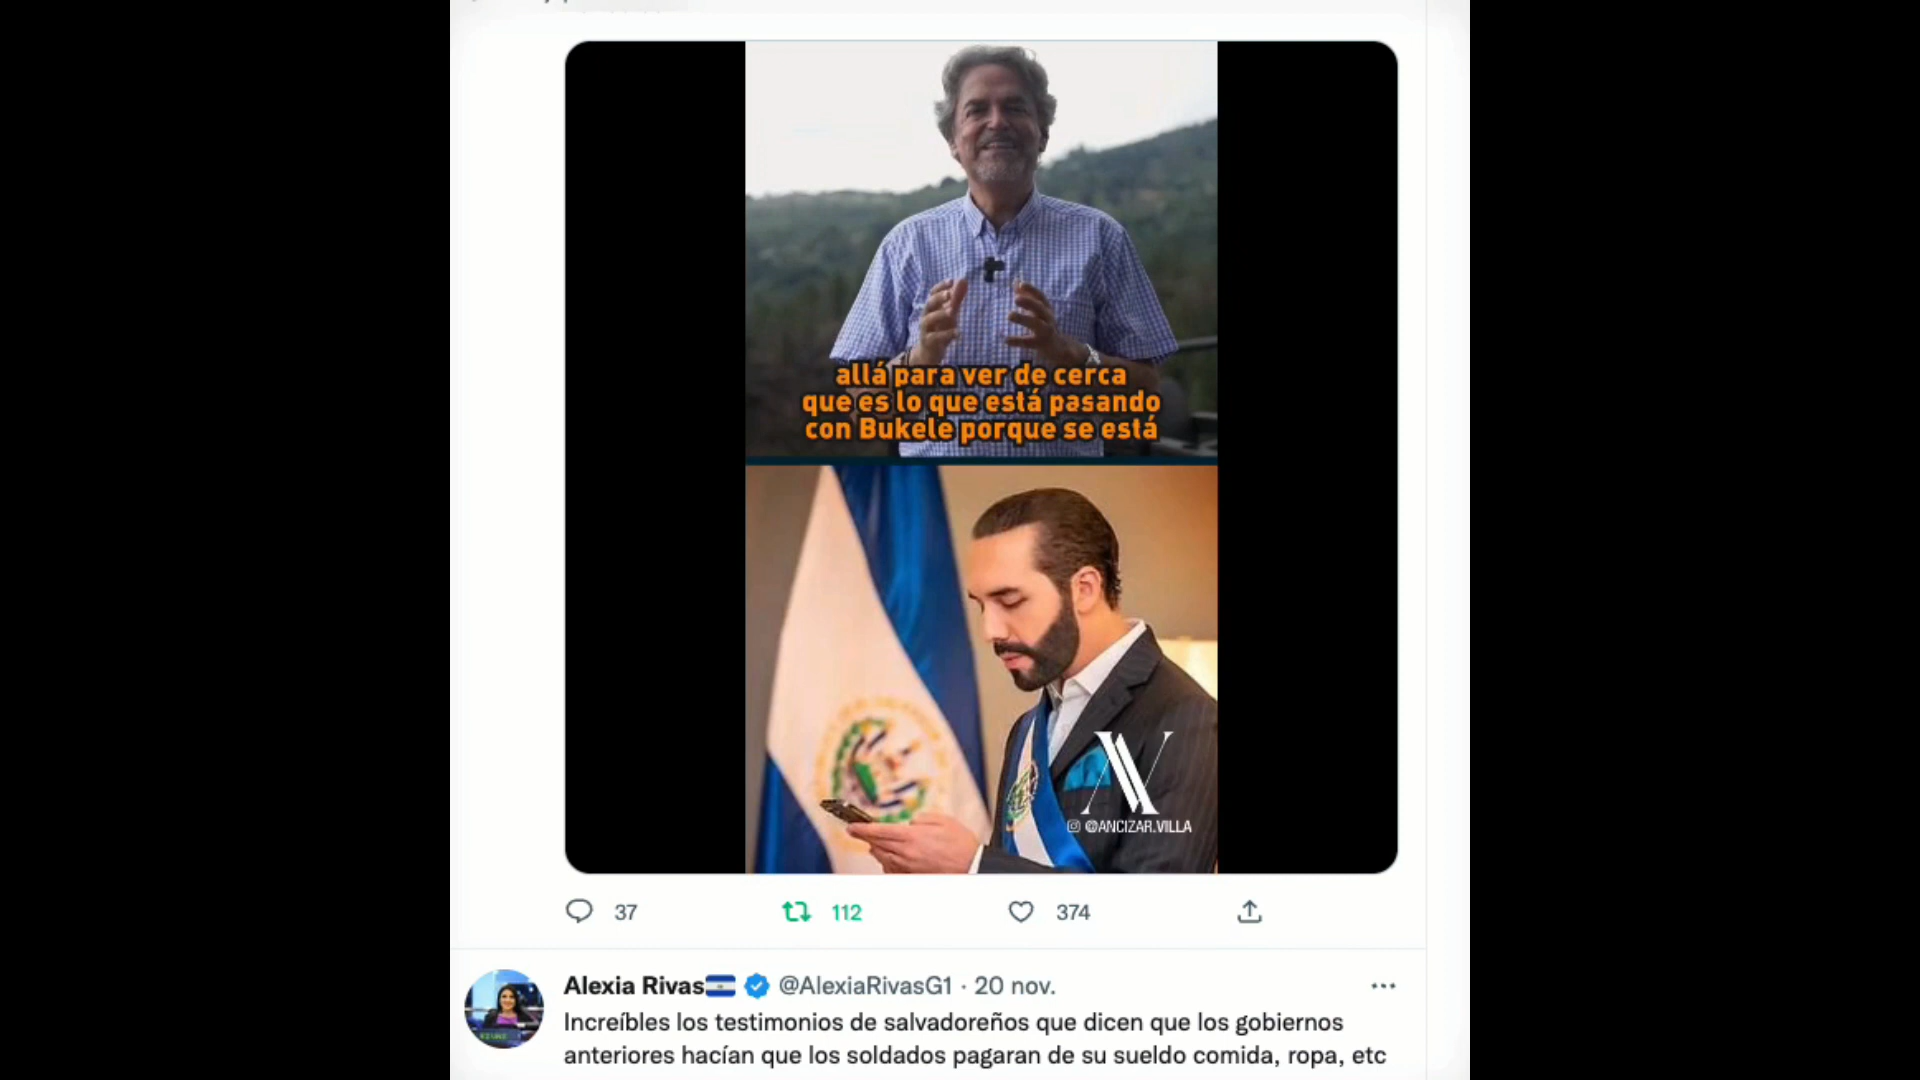 allá para ver de cerca
que es lo que está pasando
con Bukele porque se está
AV
@ANCIZAR.VILLA
37 112 374
Alexia Rivas @AlexiaRivasG1 · 20 nov.
Increíbles los testimonios de salvadoreños que dicen que los gobiernos
anteriores hacían que los soldados pagaran de su sueldo comida, ropa, etc